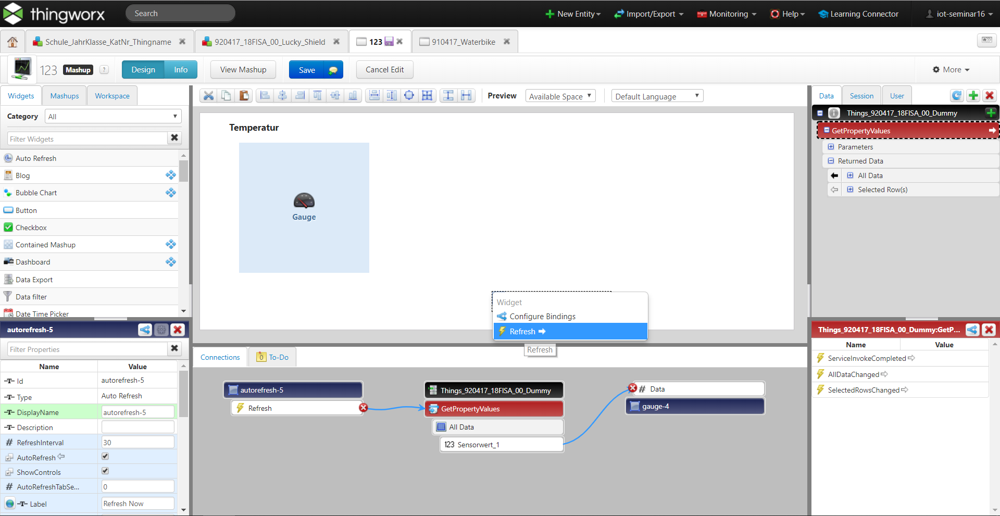 thingworx
Search
New Entity
Import/Export
Monitoring
Help
Learning Connector
iot-seminar16
Schule_JahrKlasse_KatNr_Thingname
920417_18FISA_00_Lucky_Shield
123
910417_Waterbike
123
Mashup
?
Design
Info
View Mashup
Save
Cancel Edit
More
Widgets
Mashups
Workspace
Category
All
Filter Widgets
Auto Refresh
Blog
Bubble Chart
Button
Checkbox
Contained Mashup
Dashboard
Data Export
Data filter
Date Time Picker
Preview
Available Space
Default Language
Temperatur
Gauge
Widget
Configure Bindings
Refresh
Refresh
Data
Session
User
Things_920417_18FISA_00_Dummy
GetPropertyValues
Parameters
Returned Data
All Data
Selected Row(s)
autorefresh-5
Filter Properties
Name Value
Id autorefresh-5
Type Auto Refresh
DisplayName autorefresh-5
Description
RefreshInterval 30
AutoRefresh
ShowControls
AutoRefreshTabSe... 0
Label Refresh Now
Connections
0 To-Do
autorefresh-5
Refresh
Things_920417_18FISA_00_Dummy
GetPropertyValues
All Data
123 Sensorwert_1
# Data
gauge-4
Things_920417_18FISA_00_Dummy:GetP...
Name Value
ServiceInvokeCompleted
AllDataChanged
SelectedRowsChanged